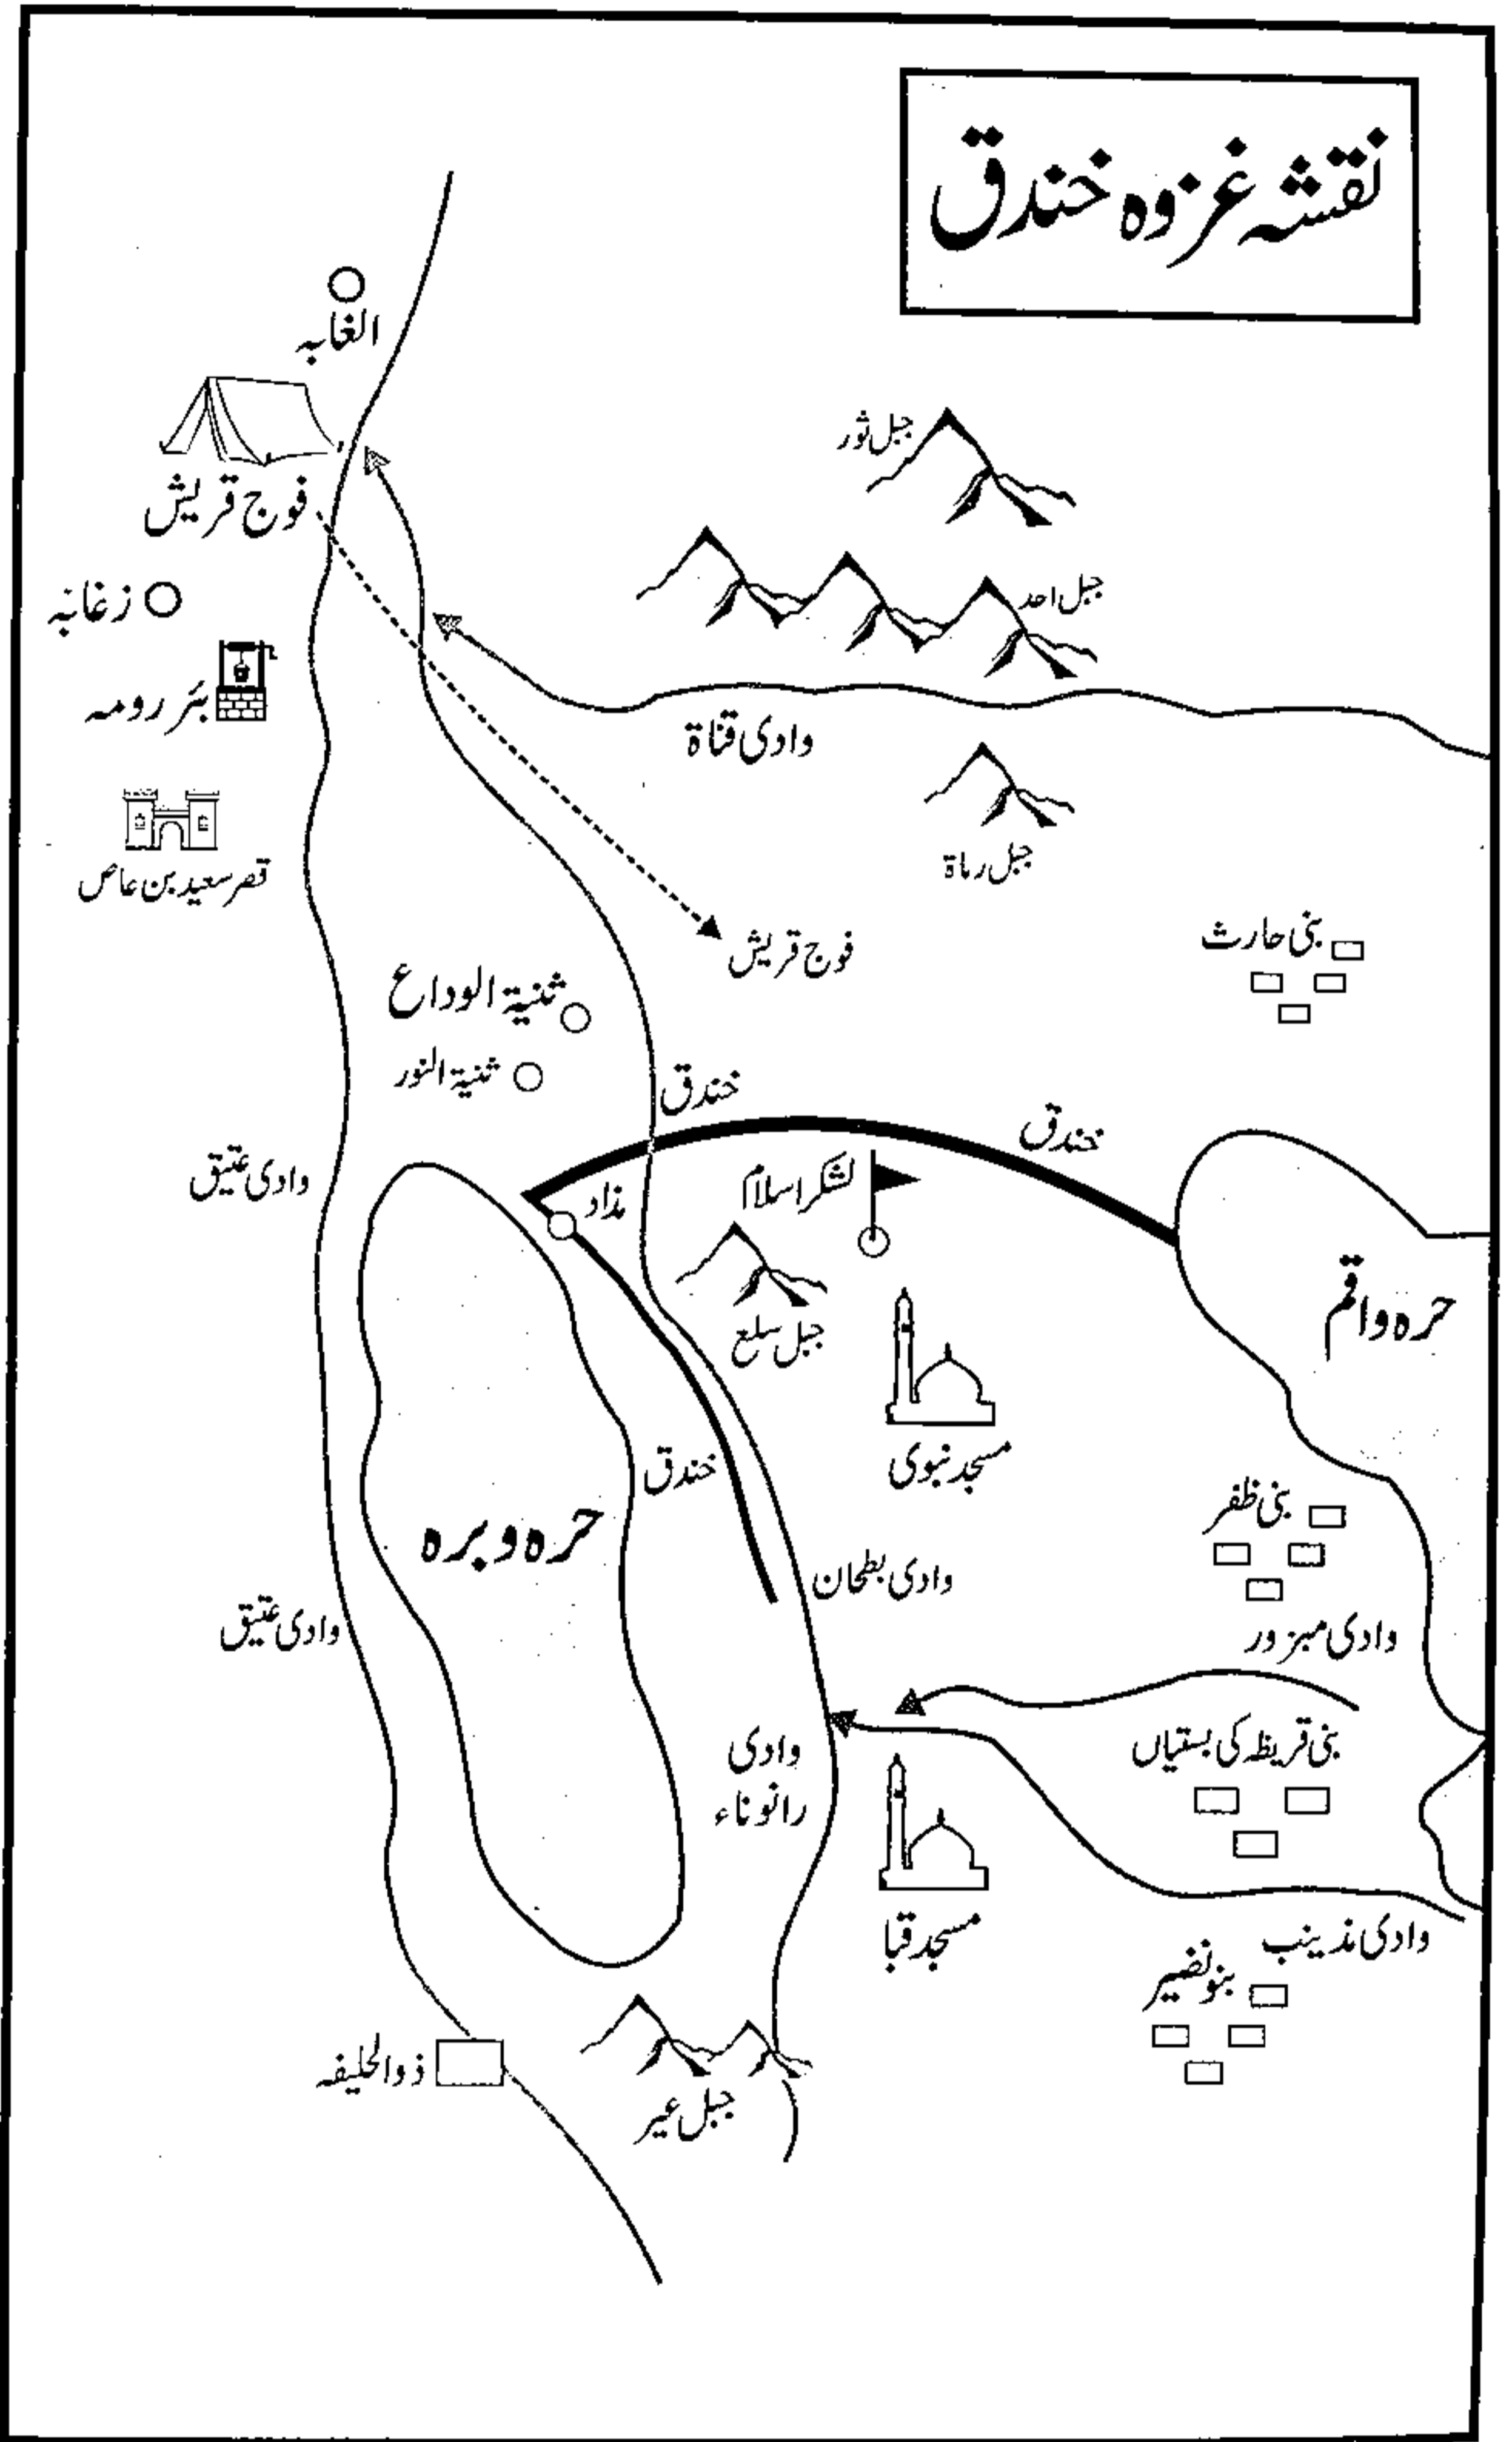 نقشہ غزوہ خندق
الغابہ
فوج قریش
جبل ثور
زغابہ
جبل احد
بئر رومہ
وادی قناۃ
جبل رماۃ
قصر سعید بن عاص
بنی حارث
فوج قریش
ثنیۃ الوداع
ثنیۃ النور
خندق
خندق
وادی عتیق
لشکر اسلام
مذاد
حرہ واقم
جبل سلع
مسجد نبوی
خندق
بنی ظفر
حرہ وبرہ
وادی بطحان
وادی عتیق
وادی مہزور
بنی قریظہ کی بستیاں
وادی
رانوناء
مسجد قبا
وادی مذینب
بنو نضیر
ذوالحلیفہ
جبل عیر